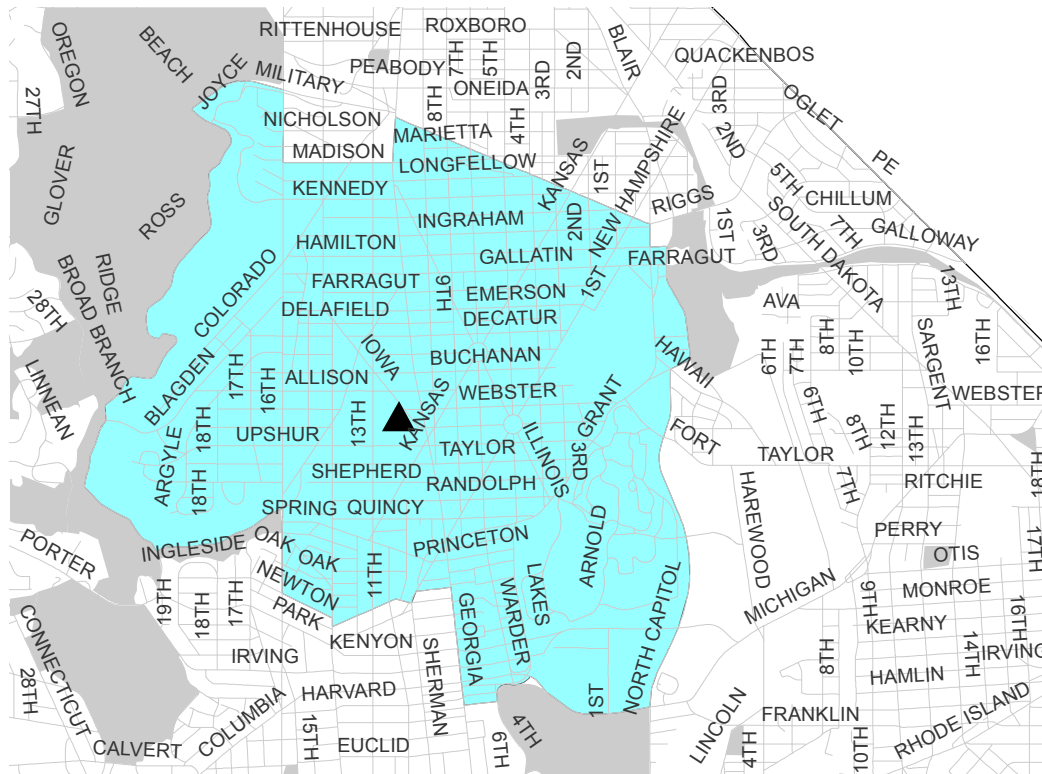 OREGON
BEACH
RITTENHOUSE
ROXBORO
7TH
5TH
3RD
2ND
BLAIR
QUACKENBOS
JOYCE
MILITARY
PEABODY
ONEIDA
8TH
4TH
3RD
2ND
OGLET
PE
27TH
NICHOLSON
MARIETTA
MADISON
LONGFELLOW
KANSAS
1ST
NEW HAMPSHIRE
GLOVER
ROSS
KENNEDY
INGRAHAM
2ND
RIGGS
1ST
3RD
5TH
CHILLUM
7TH
SOUTH DAKOTA
GALLOWAY
HAMILTON
GALLATIN
FARRAGUT
RIDGE
BROAD BRANCH
28TH
COLORADO
FARRAGUT
9TH
EMERSON
1ST
13TH
DELAFIELD
DECATUR
AVA
8TH
10TH
SARGENT
16TH
LINNEAN
BLAGDEN
17TH
16TH
IOWA
BUCHANAN
HAWAII
6TH
7TH
ALLISON
WEBSTER
GRANT
WEBSTER
18TH
UPSHUR
13TH
KANSAS
ILLINOIS
FORT
6TH
8TH
12TH
13TH
ARGYLE
TAYLOR
3RD
TAYLOR
18TH
SHEPHERD
RANDOLPH
HAREWOOD
7TH
RITCHIE
18TH
SPRING
QUINCY
PORTER
INGLESIDE
OAK
OAK
PRINCETON
ARNOLD
PERRY
OTIS
17TH
NEWTON
11TH
LAKES
WARDER
NORTH CAPITOL
MICHIGAN
9TH
MONROE
19TH
18TH
17TH
PARK
GEORGIA
KEARNY
16TH
CONNECTICUT
IRVING
KENYON
SHERMAN
8TH
14TH
IRVING
28TH
HARVARD
1ST
HAMLIN
COLUMBIA
15TH
LINCOLN
FRANKLIN
RHODE ISLAND
CALVERT
EUCLID
6TH
4TH
4TH
10TH